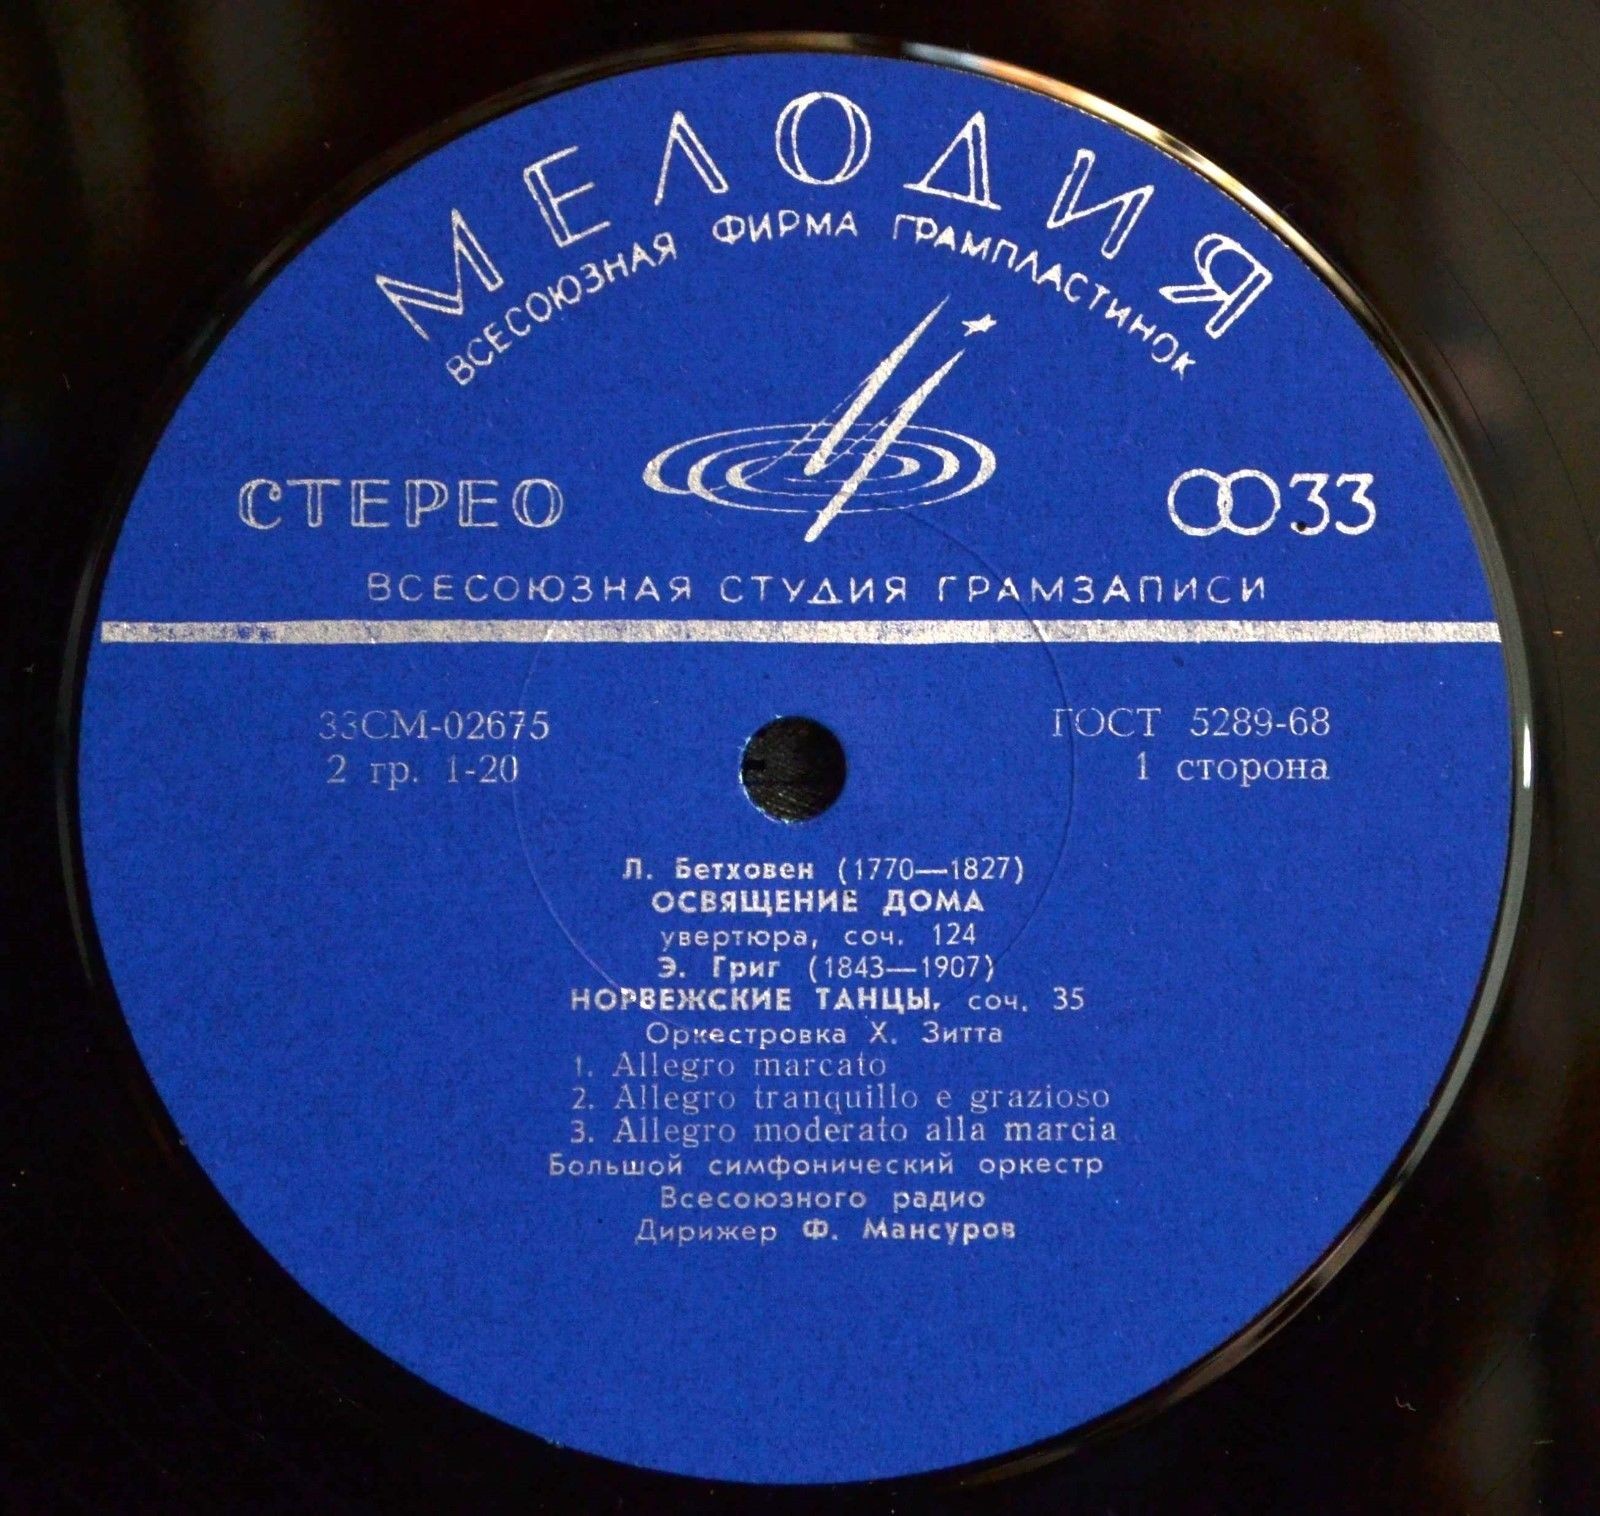 МЕЛОДИЯ
ВСЕСОЮЗНАЯ ФИРМА ГРАМПЛАСТИНОК
СТЕРЕО 33
ВСЕСОЮЗНАЯ СТУДИЯ ГРАМЗАПИСИ
33СМ-02675 ГОСТ 5289-68
2 гр. 1-20 1 сторона
Л. Бетховен (1770—1827)
ОСВЯЩЕНИЕ ДОМА
увертюра, соч. 124
Э. Григ (1843—1907)
НОРВЕЖСКИЕ ТАНЦЫ, соч. 35
Оркестровка Х. Зитта
1. Allegro marcato
2. Allegro tranquillo e grazioso
3. Allegro moderato alla marcia
Большой симфонический оркестр
Всесоюзного радио
Дирижер Ф. Мансуров